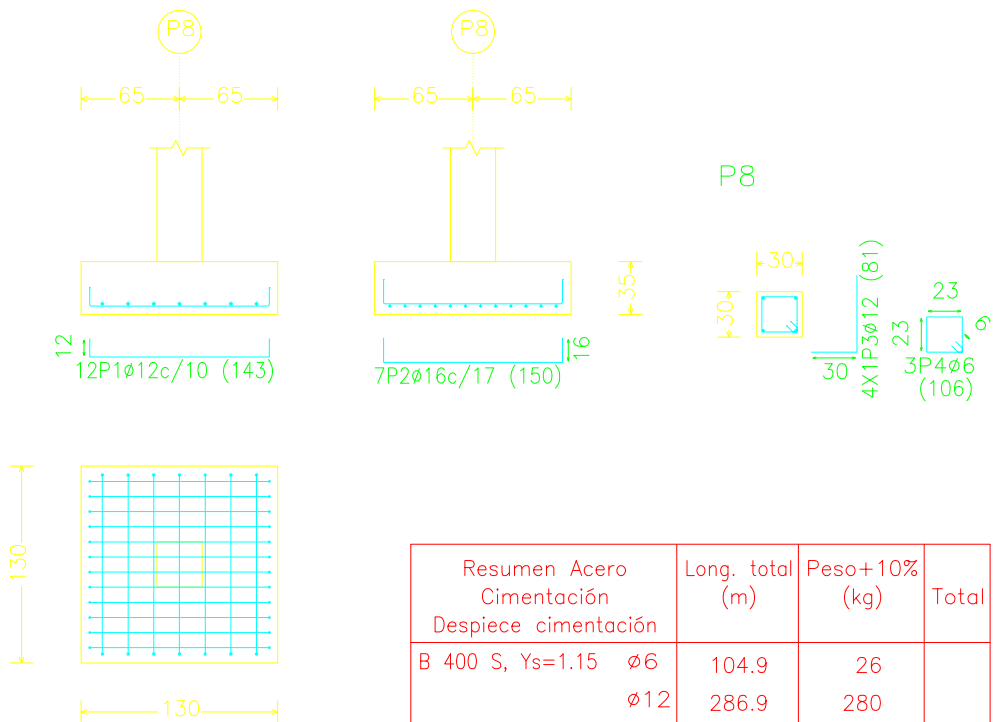 P8
P8
65
65
65
65
P8
35
30
30
12
12P1ø12c/10 (143)
16
7P2ø16c/17 (150)
30
4X1P3ø12 (81)
23
23
6
3P4ø6
(106)
130
130
Resumen Acero
Cimentación
Despiece cimentación
Long. total
(m)
Peso+10%
(kg)
Total
B 400 S, Ys=1.15 ø6 104.9 26
ø12 286.9 280